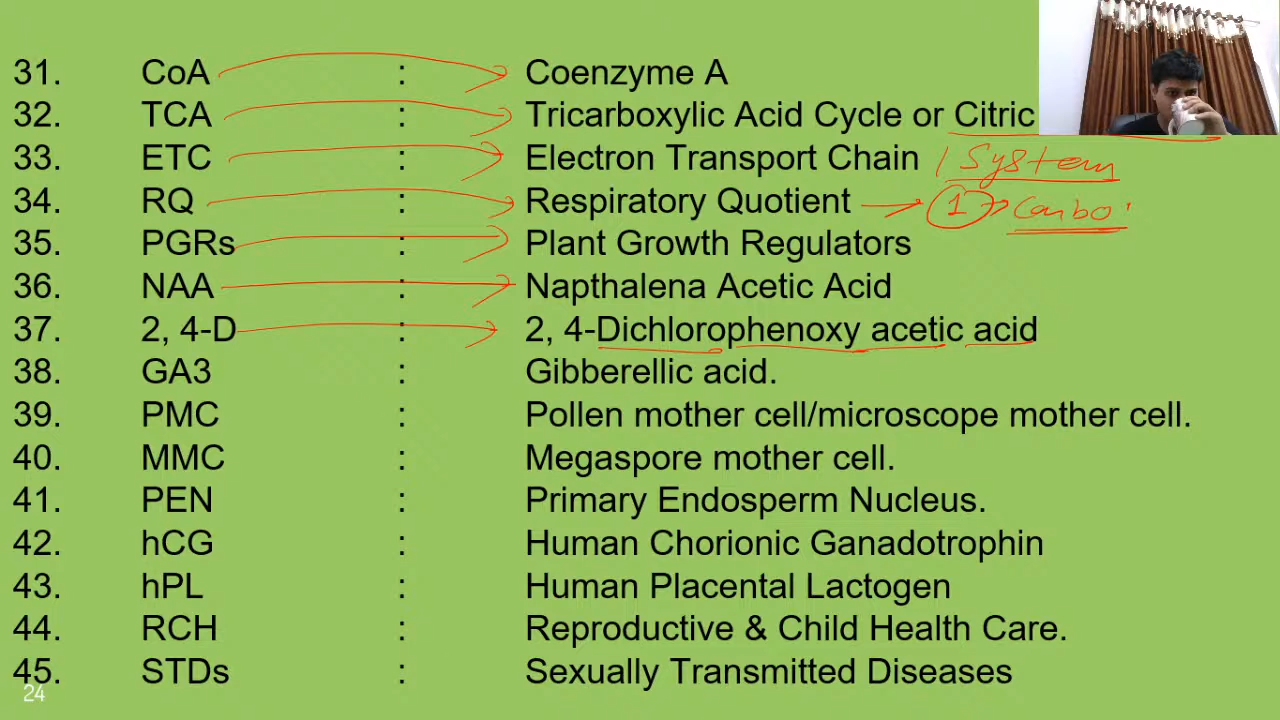 31. CoA : Coenzyme A
32. TCA : Tricarboxylic Acid Cycle or Citric
33. ETC : Electron Transport Chain / System
34. RQ : Respiratory Quotient → 1 → Carbo
35. PGRs : Plant Growth Regulators
36. NAA : Napthalena Acetic Acid
37. 2, 4-D : 2, 4-Dichlorophenoxy acetic acid
38. GA3 : Gibberellic acid.
39. PMC : Pollen mother cell/microscope mother cell.
40. MMC : Megaspore mother cell.
41. PEN : Primary Endosperm Nucleus.
42. hCG : Human Chorionic Ganadotrophin
43. hPL : Human Placental Lactogen
44. RCH : Reproductive & Child Health Care.
45. STDs : Sexually Transmitted Diseases
24